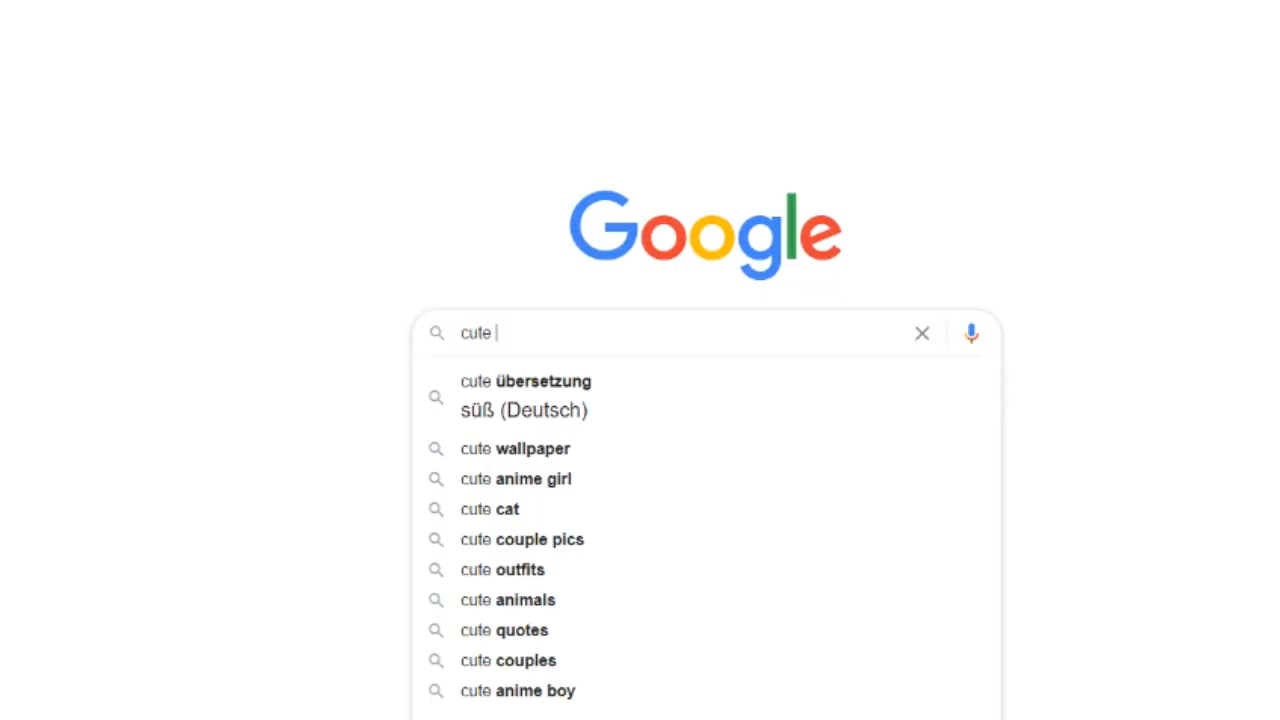 Google
cute
cute übersetzung
süß (Deutsch)
cute wallpaper
cute anime girl
cute cat
cute couple pics
cute outfits
cute animals
cute quotes
cute couples
cute anime boy